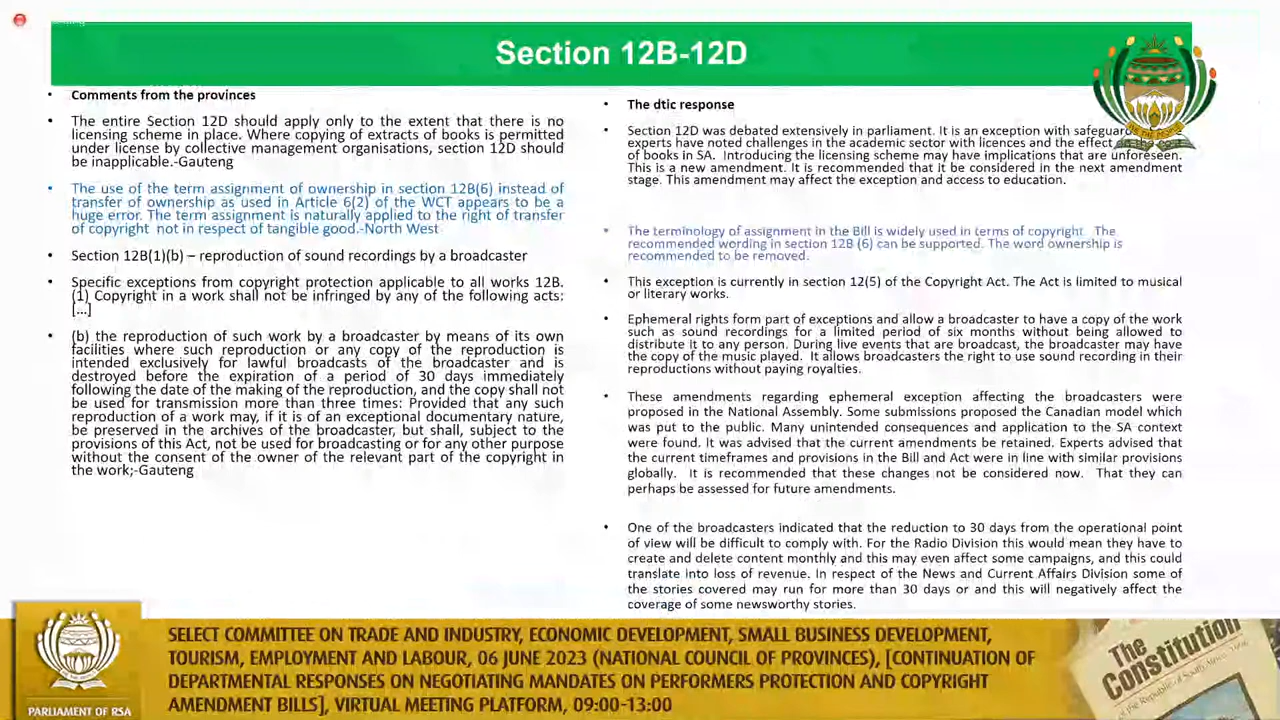 Section 12B-12D
• Comments from the provinces
• The entire Section 12D should apply only to the extent that there is no
licensing scheme in place. Where copying of extracts of books is permitted
under license by collective management organisations, section 12D should
be inapplicable.-Gauteng
• The use of the term assignment of ownership in section 12B(6) instead of
transfer of ownership as used in Article 6(2) of the WCT appears to be a
huge error. The term assignment is naturally applied to the right of transfer
of copyright not in respect of tangible good.-North West
• Section 12B(1)(b) – reproduction of sound recordings by a broadcaster
• Specific exceptions from copyright protection applicable to all works 12B.
(1) Copyright in a work shall not be infringed by any of the following acts:
[...]
• (b) the reproduction of such work by a broadcaster by means of its own
facilities where such reproduction or any copy of the reproduction is
intended exclusively for lawful broadcasts of the broadcaster and is
destroyed before the expiration of a period of 30 days immediately
following the date of the making of the reproduction, and the copy shall not
be used for transmission more than three times: Provided that any such
reproduction of a work may, if it is of an exceptional documentary nature,
be preserved in the archives of the broadcaster, but shall, subject to the
provisions of this Act, not be used for broadcasting or for any other purpose
without the consent of the owner of the relevant part of the copyright in
the work;-Gauteng
• The dtic response
• Section 12D was debated extensively in parliament. It is an exception with
experts have noted challenges in the academic sector with licences and the effect
of books in SA. Introducing the licensing scheme may have implications that are unforeseen.
This is a new amendment. It is recommended that it be considered in the next amendment
stage. This amendment may affect the exception and access to education.
• The terminology of assignment in the Bill is widely used in terms of copyright The
recommended wording in section 12B (6) can be supported. The word ownership is
recommended to be removed.
• This exception is currently in section 12(5) of the Copyright Act. The Act is limited to musical
or literary works.
• Ephemeral rights form part of exceptions and allow a broadcaster to have a copy of the work
such as sound recordings for a limited period of six months without being allowed to
distribute it to any person. During live events that are broadcast, the broadcaster may have
the copy of the music played. It allows broadcasters the right to use sound recording in their
reproductions without paying royalties.
• These amendments regarding ephemeral exception affecting the broadcasters were
proposed in the National Assembly. Some submissions proposed the Canadian model which
was put to the public. Many unintended consequences and application to the SA context
were found. It was advised that the current amendments be retained. Experts advised that
the current timeframes and provisions in the Bill and Act were in line with similar provisions
globally. It is recommended that these changes not be considered now. That they can
perhaps be assessed for future amendments.
• One of the broadcasters indicated that the reduction to 30 days from the operational point
of view will be difficult to comply with. For the Radio Division this would mean they have to
create and delete content monthly and this may even affect some campaigns, and this could
translate into loss of revenue. In respect of the News and Current Affairs Division some of
the stories covered may run for more than 30 days or and this will negatively affect the
coverage of some newsworthy stories.
PARLIAMENT OF RSA
SELECT COMMITTEE ON TRADE AND INDUSTRY, ECONOMIC DEVELOPMENT, SMALL BUSINESS DEVELOPMENT,
TOURISM, EMPLOYMENT AND LABOUR, 06 JUNE 2023 (NATIONAL COUNCIL OF PROVINCES), [CONTINUATION OF
DEPARTMENTAL RESPONSES ON NEGOTIATING MANDATES ON PERFORMERS PROTECTION AND COPYRIGHT
AMENDMENT BILLS], VIRTUAL MEETING PLATFORM, 09:00-13:00
The
Constitution